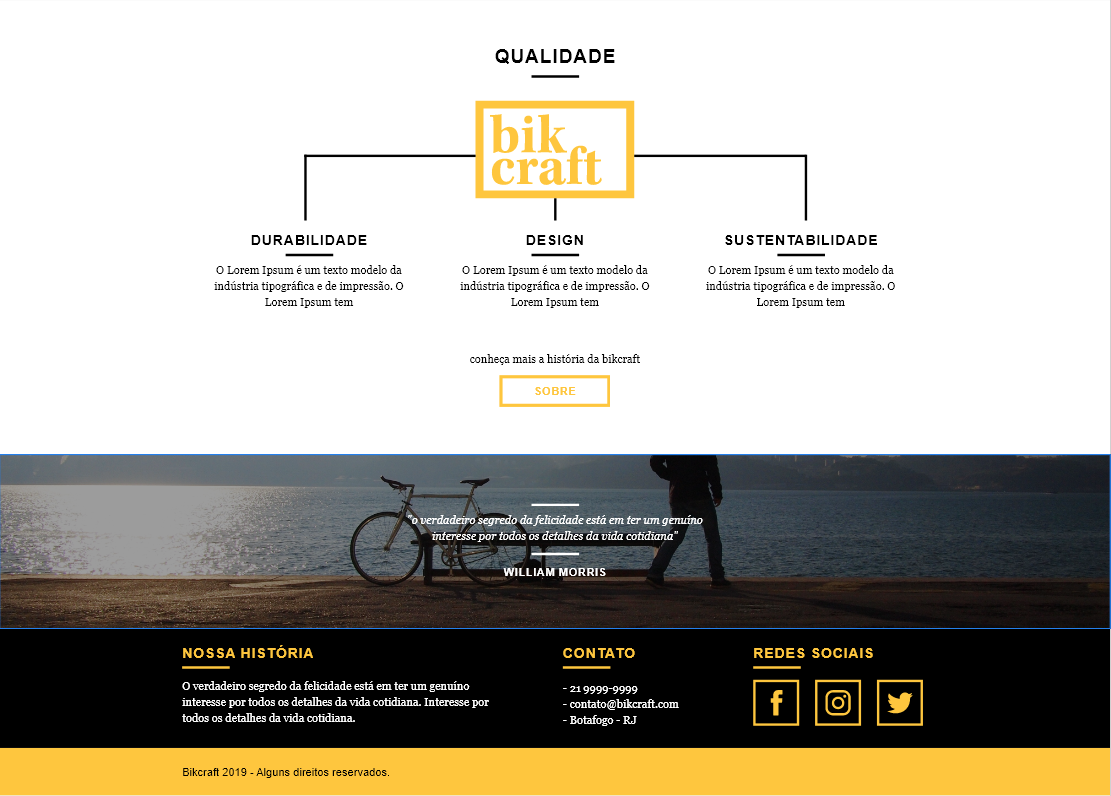 QUALIDADE
bik
craft
DURABILIDADE
O Lorem Ipsum é um texto modelo da
indústria tipográfica e de impressão. O
Lorem Ipsum tem
DESIGN
O Lorem Ipsum é um texto modelo da
indústria tipográfica e de impressão. O
Lorem Ipsum tem
SUSTENTABILIDADE
O Lorem Ipsum é um texto modelo da
indústria tipográfica e de impressão. O
Lorem Ipsum tem
conheça mais a história da bikcraft
SOBRE
"o verdadeiro segredo da felicidade está em ter um genuíno
interesse por todos os detalhes da vida cotidiana"
WILLIAM MORRIS
NOSSA HISTÓRIA
O verdadeiro segredo da felicidade está em ter um genuíno
interesse por todos os detalhes da vida cotidiana. Interesse por
todos os detalhes da vida cotidiana.
CONTATO
- 21 9999-9999
- contato@bikcraft.com
- Botafogo - RJ
REDES SOCIAIS
Bikcraft 2019 - Alguns direitos reservados.